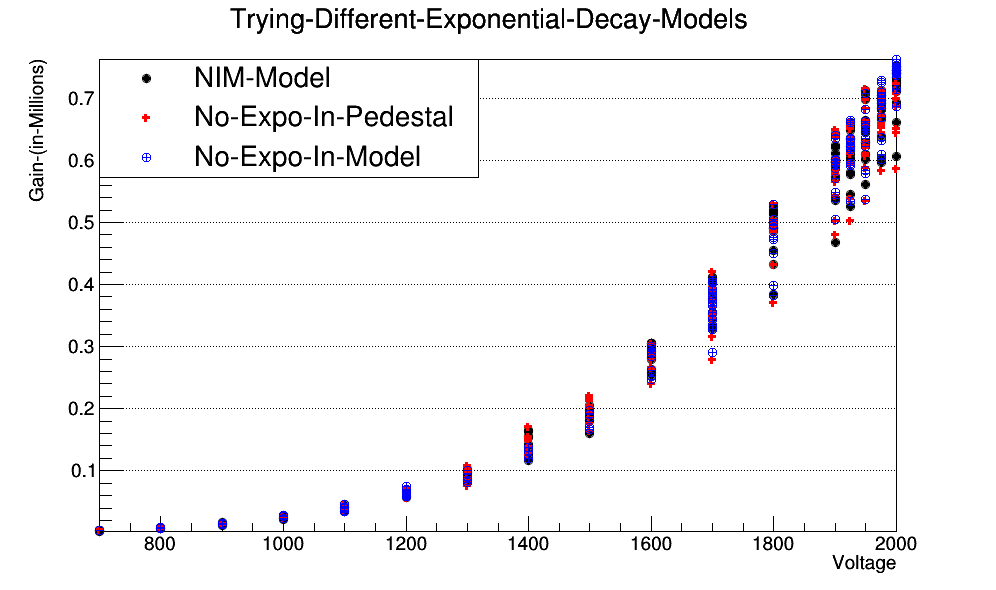 Trying-Different-Exponential-Decay-Models
Gain-(in-Millions)
NIM-Model
No-Expo-In-Pedestal
No-Expo-In-Model
0.7
0.6
0.5
0.4
0.3
0.2
0.1
800 1000 1200 1400 1600 1800 2000
Voltage